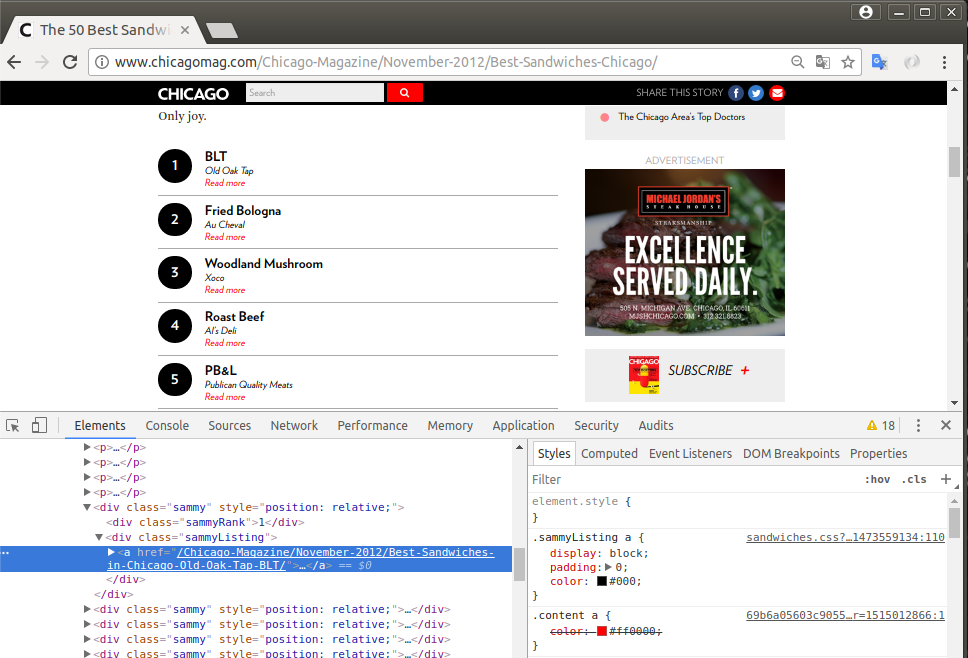 The 50 Best Sandwi
www.chicagomag.com/Chicago-Magazine/November-2012/Best-Sandwiches-Chicago/
CHICAGO Search SHARE THIS STORY
Only joy.
1 BLT
Old Oak Tap
Read more
2 Fried Bologna
Au Cheval
Read more
3 Woodland Mushroom
Xoco
Read more
4 Roast Beef
Al's Deli
Read more
5 PB&L
Publican Quality Meats
Read more
The Chicago Area's Top Doctors
ADVERTISEMENT
MICHAEL JORDAN'S
STEAK HOUSE
STEAKSMANSHIP
EXCELLENCE
SERVED DAILY.
505 N. MICHIGAN AVE. CHICAGO, IL 60611
MJSHCHICAGO.COM • 312.321.8823
CHICAGO
SUBSCRIBE +
Elements Console Sources Network Performance Memory Application Security Audits 18
<p>…</p>
<p>…</p>
<p>…</p>
<p>…</p>
<div class="sammy" style="position: relative;">
<div class="sammyRank">1</div>
<div class="sammyListing">
<a href="/Chicago-Magazine/November-2012/Best-Sandwiches-
in-Chicago-Old-Oak-Tap-BLT/">…</a> == $0
</div>
</div>
<div class="sammy" style="position: relative;">…</div>
<div class="sammy" style="position: relative;">…</div>
<div class="sammy" style="position: relative;">…</div>
<div class="sammy" style="position: relative;">…</div>
Styles Computed Event Listeners DOM Breakpoints Properties
Filter :hov .cls +
element.style {
}
.sammyListing a { sandwiches.css?…1473559134:110
display: block;
padding: 0;
color: #000;
}
.content a { 69b6a05603c9055…r=1515012866:1
color: #ff0000;
}